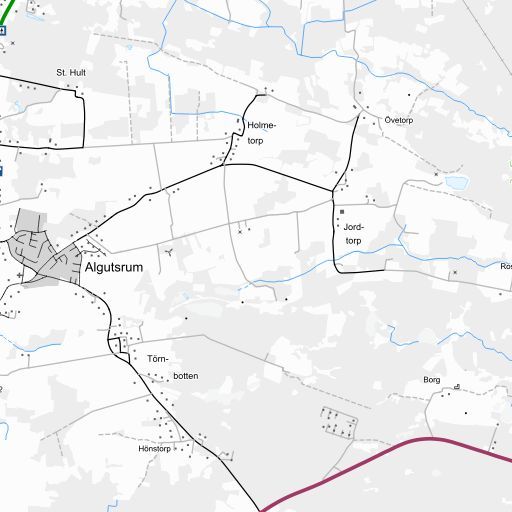 St. Hult
Holme-
torp
Övetorp
Jord-
torp
Algutsrum
Törn-
botten
Borg
Hönstorp